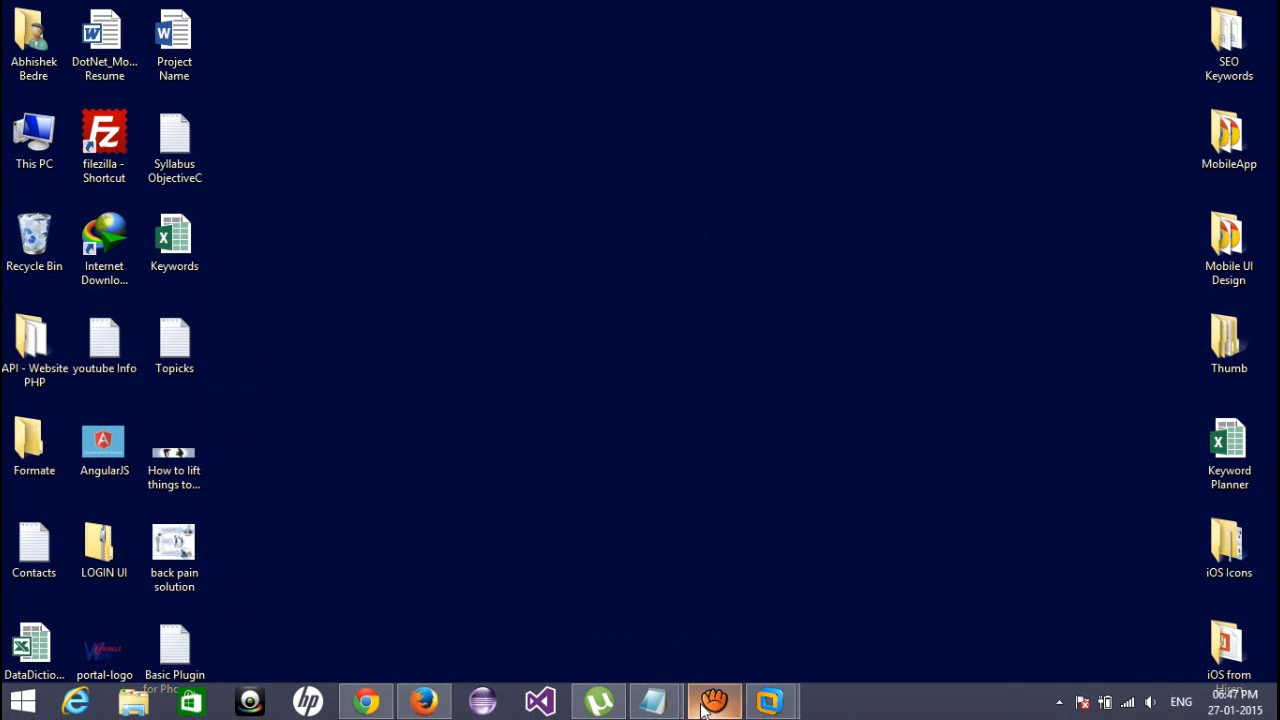 Abhishek
Bedre
DotNet_Mo...
Resume
Project
Name
This PC
filezilla -
Shortcut
Syllabus
ObjectiveC
Recycle Bin
Internet
Downlo...
Keywords
API - Website
PHP
youtube Info
Topicks
Formate
AngularJS
How to lift
things to...
Contacts
LOGIN UI
back pain
solution
DataDictio...
portal-logo
Basic Plugin
for Pho
SEO
Keywords
MobileApp
Mobile UI
Design
Thumb
Keyword
Planner
iOS Icons
iOS from
hp
ENG
06:47 PM
27-01-2015